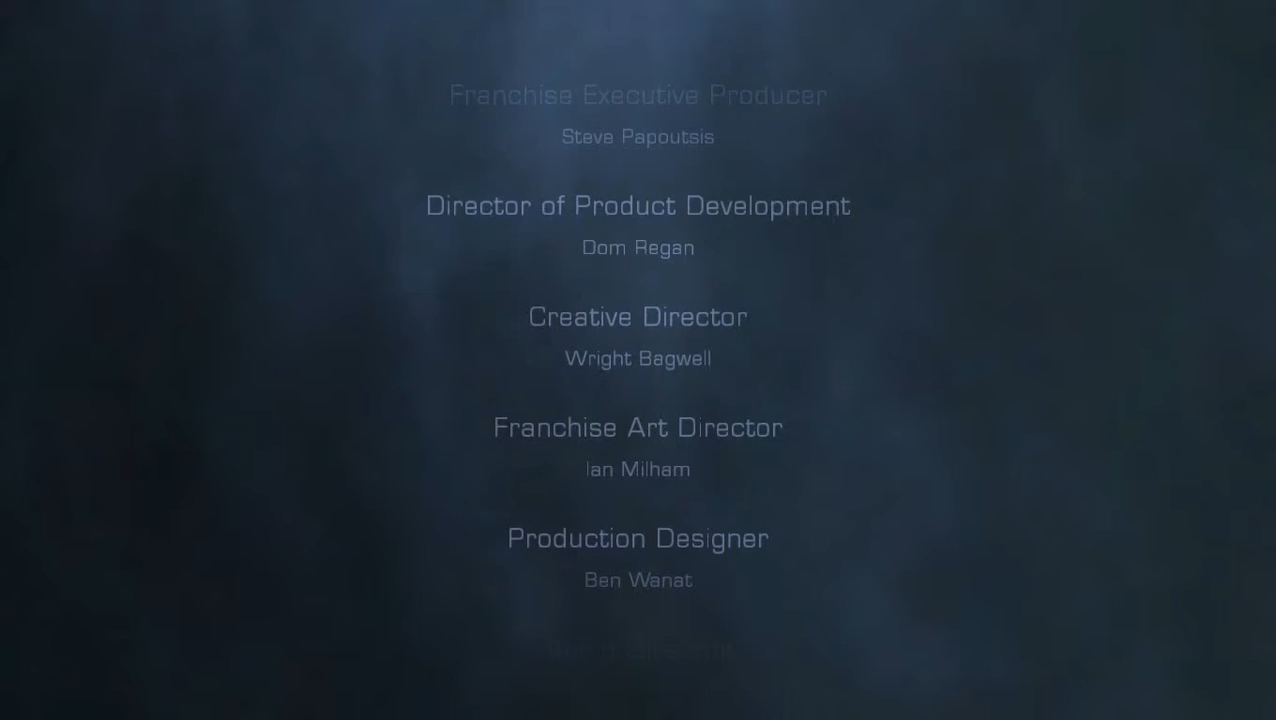 Franchise Executive Producer
Steve Papoutsis
Director of Product Development
Dom Regan
Creative Director
Wright Bagwell
Franchise Art Director
Ian Milham
Production Designer
Ben Wanat